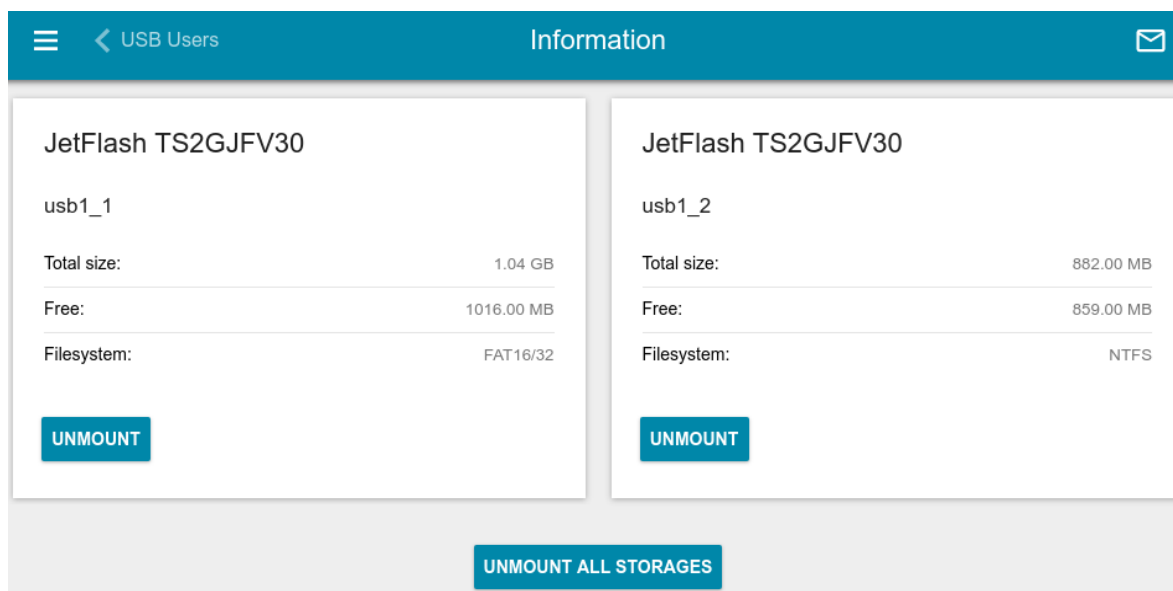 USB Users
Information
JetFlash TS2GJFV30
usb1_1
Total size: 1.04 GB
Free: 1016.00 MB
Filesystem: FAT16/32
UNMOUNT
JetFlash TS2GJFV30
usb1_2
Total size: 882.00 MB
Free: 859.00 MB
Filesystem: NTFS
UNMOUNT
UNMOUNT ALL STORAGES